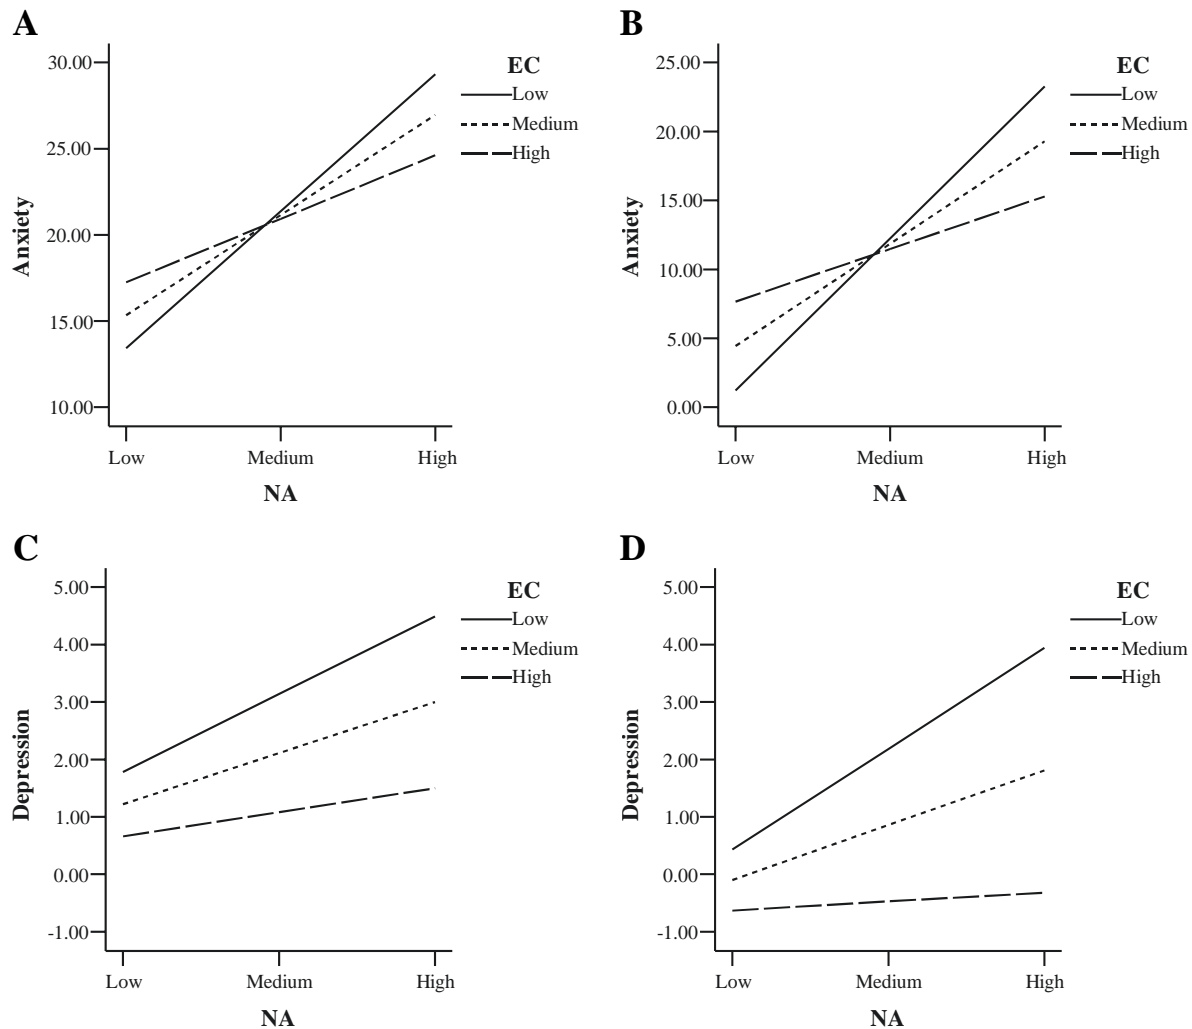 A
EC
Low
Medium
High
30.00
25.00
20.00
15.00
10.00
Anxiety
Low Medium High
NA
B
EC
Low
Medium
High
25.00
20.00
15.00
10.00
5.00
0.00
Anxiety
Low Medium High
NA
C
EC
Low
Medium
High
5.00
4.00
3.00
2.00
1.00
0.00
-1.00
Depression
Low Medium High
NA
D
EC
Low
Medium
High
5.00
4.00
3.00
2.00
1.00
0.00
-1.00
Depression
Low Medium High
NA